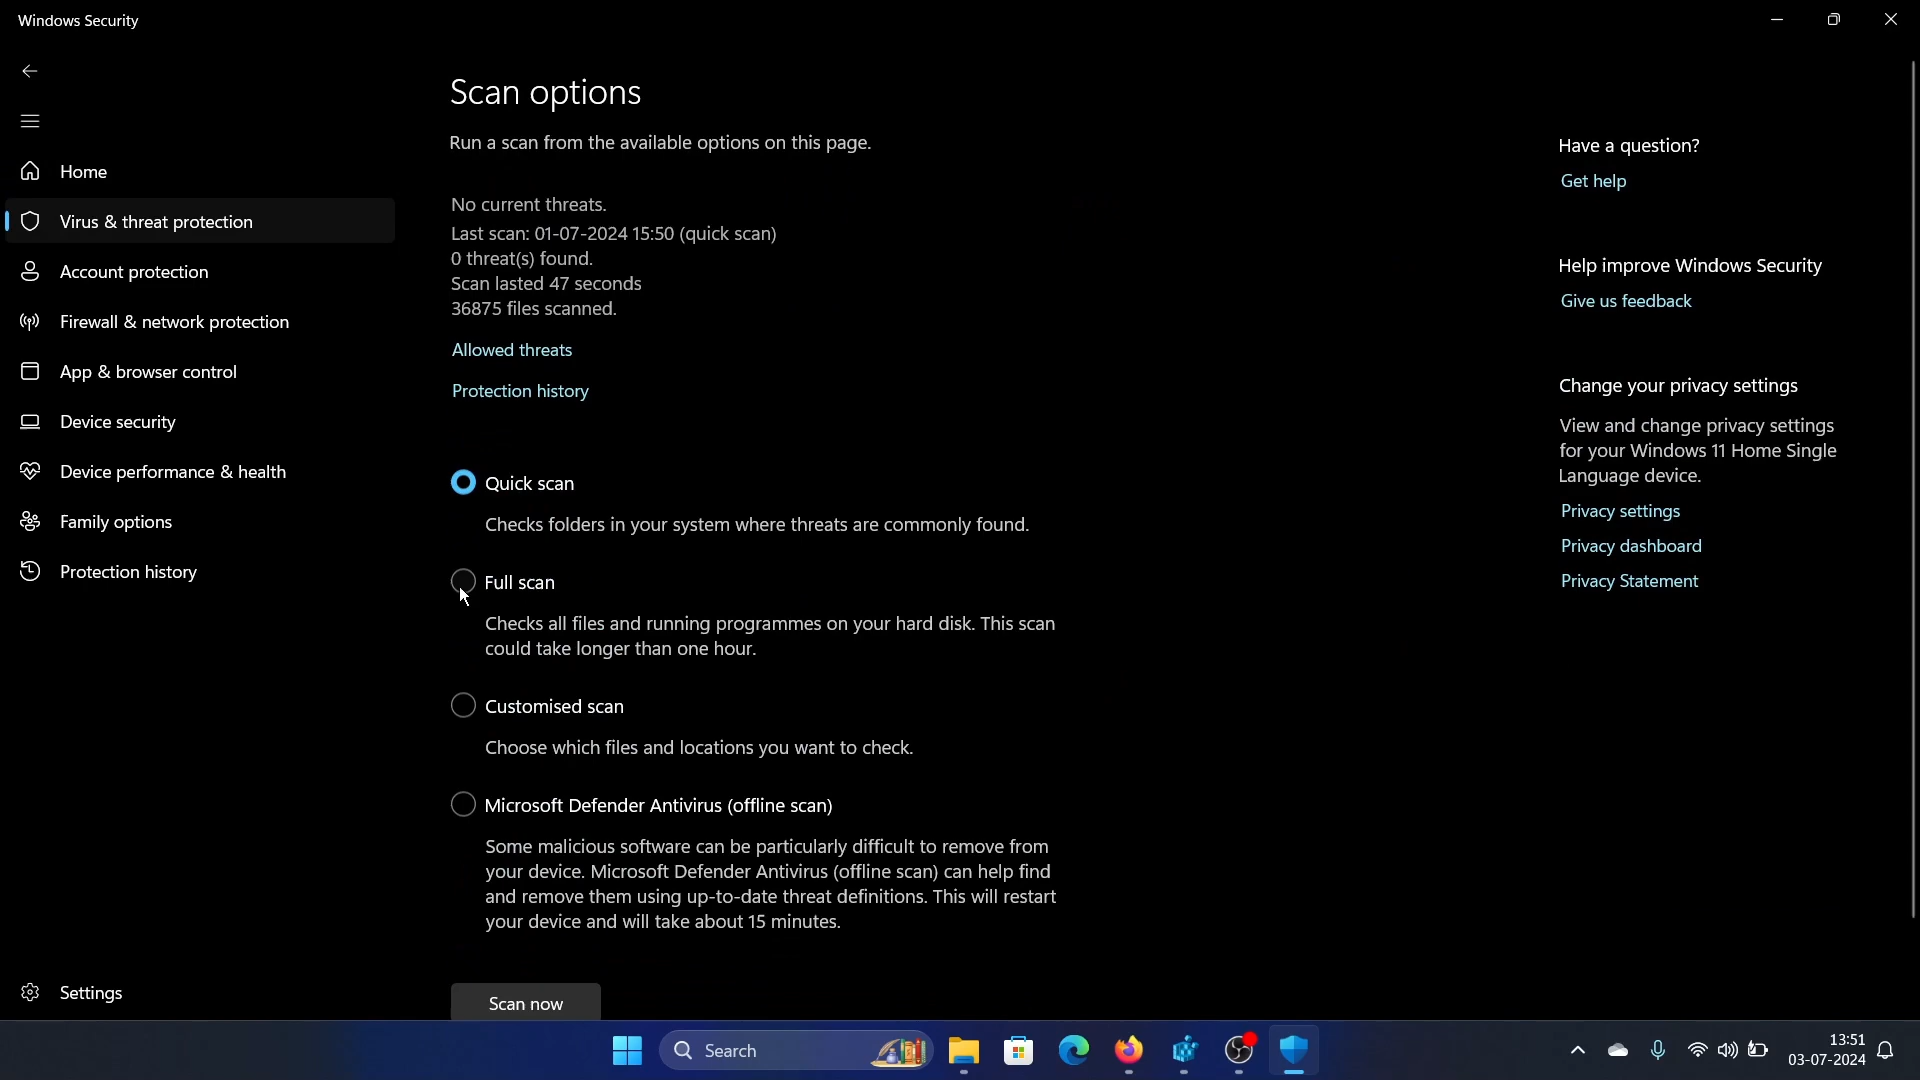 Windows Security
Home
Virus & threat protection
Account protection
Firewall & network protection
App & browser control
Device security
Device performance & health
Family options
Protection history
Settings
Scan options
Run a scan from the available options on this page.
No current threats.
Last scan: 01-07-2024 15:50 (quick scan)
0 threat(s) found.
Scan lasted 47 seconds
36875 files scanned.
Allowed threats
Protection history
Quick scan
Checks folders in your system where threats are commonly found.
Full scan
Checks all files and running programmes on your hard disk. This scan
could take longer than one hour.
Customised scan
Choose which files and locations you want to check.
Microsoft Defender Antivirus (offline scan)
Some malicious software can be particularly difficult to remove from
your device. Microsoft Defender Antivirus (offline scan) can help find
and remove them using up-to-date threat definitions. This will restart
your device and will take about 15 minutes.
Scan now
Have a question?
Get help
Help improve Windows Security
Give us feedback
Change your privacy settings
View and change privacy settings
for your Windows 11 Home Single
Language device.
Privacy settings
Privacy dashboard
Privacy Statement
Search
13:51
03-07-2024